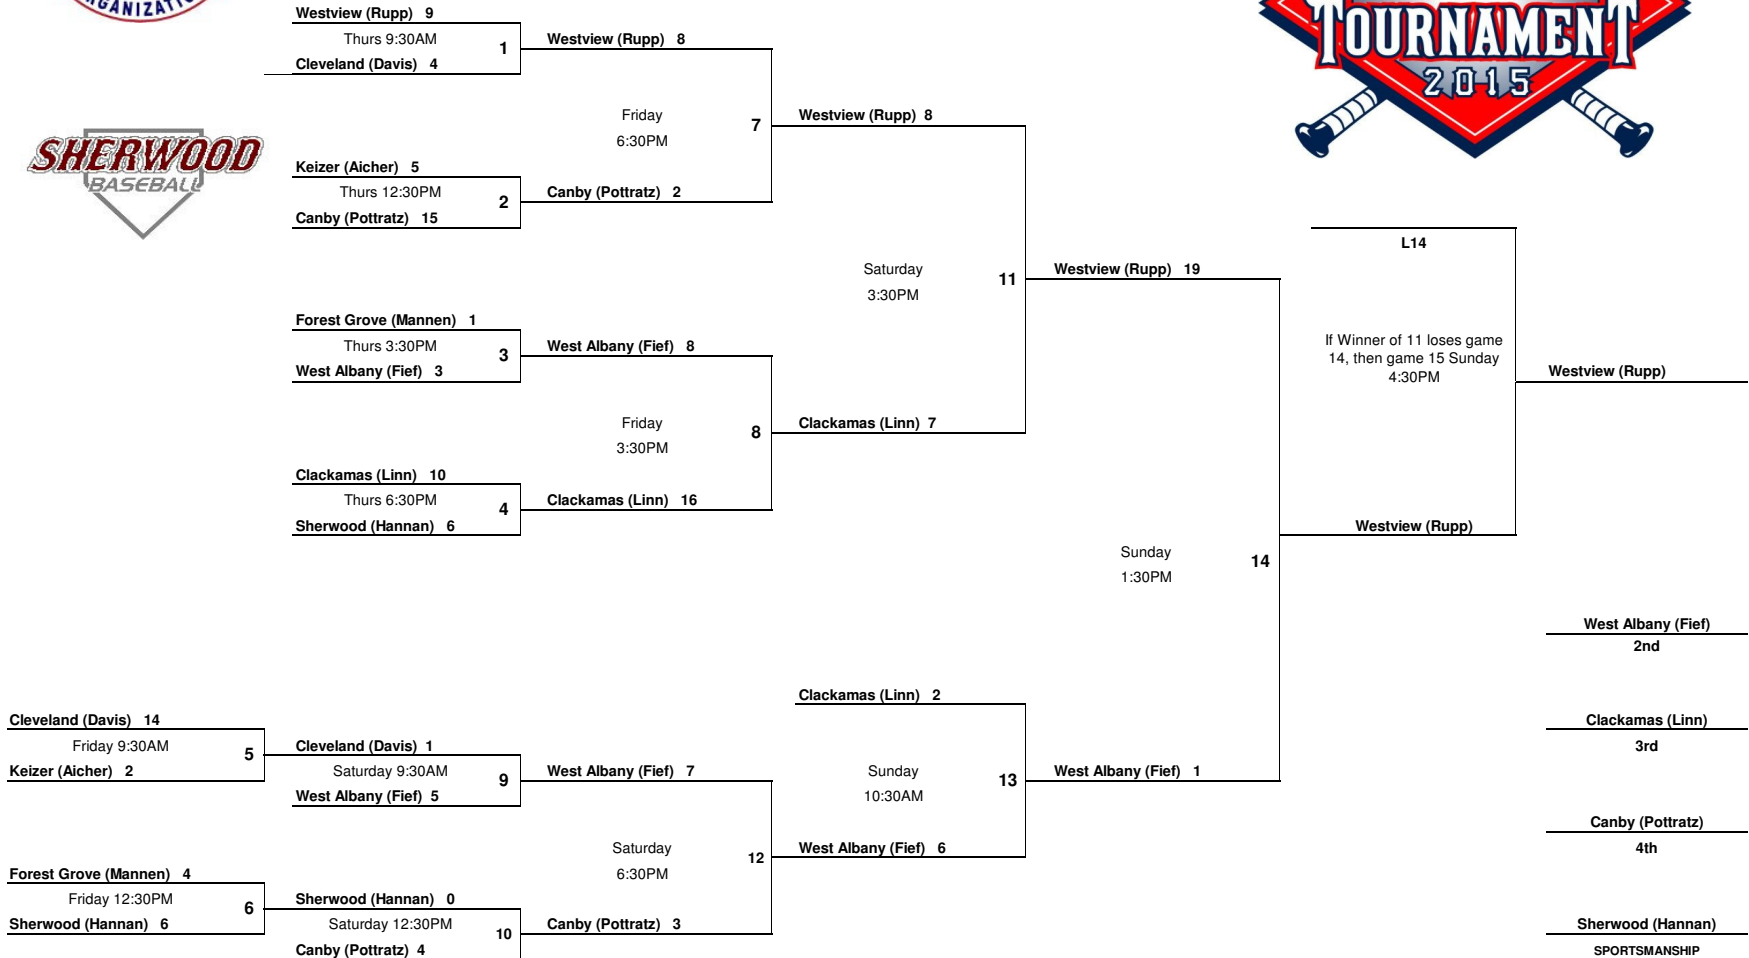 Westview (Rupp) 9
Thurs 9:30AM
1
Cleveland (Davis) 4
Westview (Rupp) 8
TOURNAMENT
2015
SHERWOOD
BASEBALL
Friday
6:30PM
7
Westview (Rupp) 8
Keizer (Aicher) 5
Thurs 12:30PM
2
Canby (Pottratz) 15
Canby (Pottratz) 2
L14
Saturday
3:30PM
11
Westview (Rupp) 19
Forest Grove (Mannen) 1
Thurs 3:30PM
3
West Albany (Fief) 3
West Albany (Fief) 8
If Winner of 11 loses game
14, then game 15 Sunday
4:30PM
Westview (Rupp)
Friday
3:30PM
8
Clackamas (Linn) 7
Clackamas (Linn) 10
Thurs 6:30PM
4
Sherwood (Hannan) 6
Clackamas (Linn) 16
Westview (Rupp)
Sunday
1:30PM
14
West Albany (Fief)
2nd
Clackamas (Linn) 2
Cleveland (Davis) 14
Friday 9:30AM
5
Keizer (Aicher) 2
Cleveland (Davis) 1
Saturday 9:30AM
9
West Albany (Fief) 5
West Albany (Fief) 7
Sunday
10:30AM
13
West Albany (Fief) 1
Clackamas (Linn)
3rd
Saturday
6:30PM
12
West Albany (Fief) 6
Canby (Pottratz)
4th
Forest Grove (Mannen) 4
Friday 12:30PM
6
Sherwood (Hannan) 6
Sherwood (Hannan) 0
Saturday 12:30PM
10
Canby (Pottratz) 4
Canby (Pottratz) 3
Sherwood (Hannan)
SPORTSMANSHIP